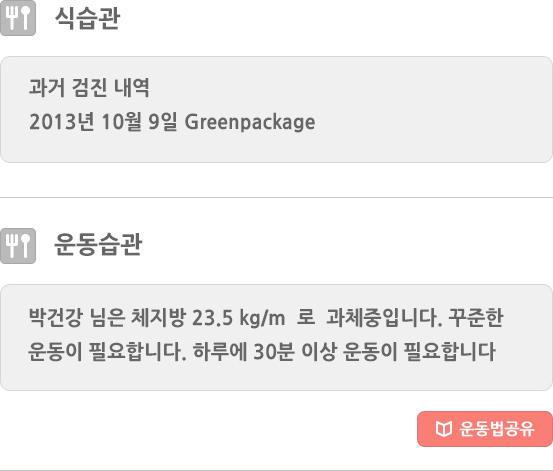 식습관
과거 검진 내역
2013년 10월 9일 Greenpackage
운동습관
박건강 님은 체지방 23.5 kg/m 로 과체중입니다. 꾸준한
운동이 필요합니다. 하루에 30분 이상 운동이 필요합니다
운동법공유